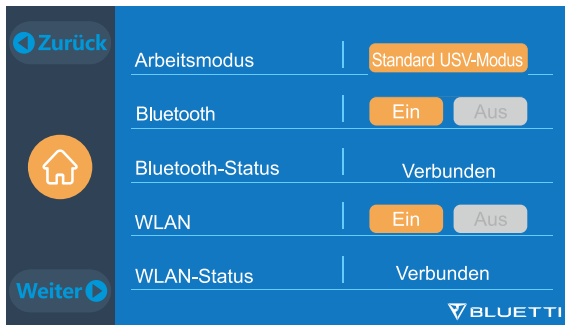 Zurück
Arbeitsmodus Standard USV-Modus
Bluetooth Ein Aus
Bluetooth-Status Verbunden
WLAN Ein Aus
WLAN-Status Verbunden
Weiter
BLUETTI